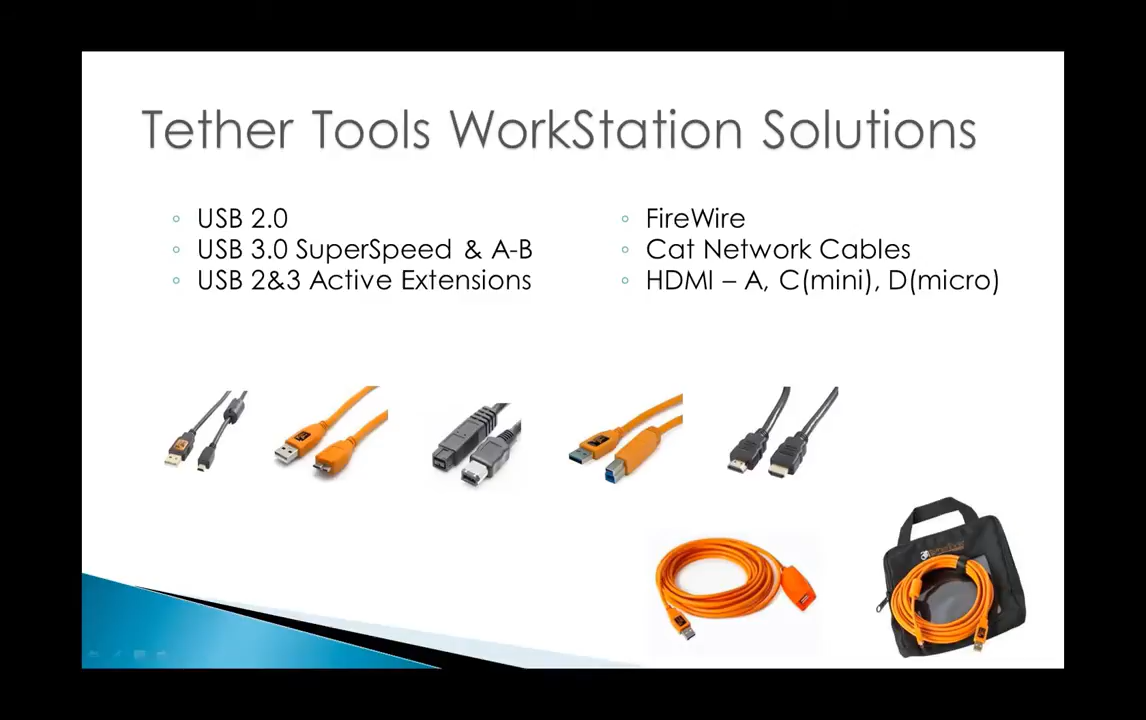 Tether Tools WorkStation Solutions
USB 2.0
USB 3.0 SuperSpeed & A-B
USB 2&3 Active Extensions
FireWire
Cat Network Cables
HDMI – A, C(mini), D(micro)